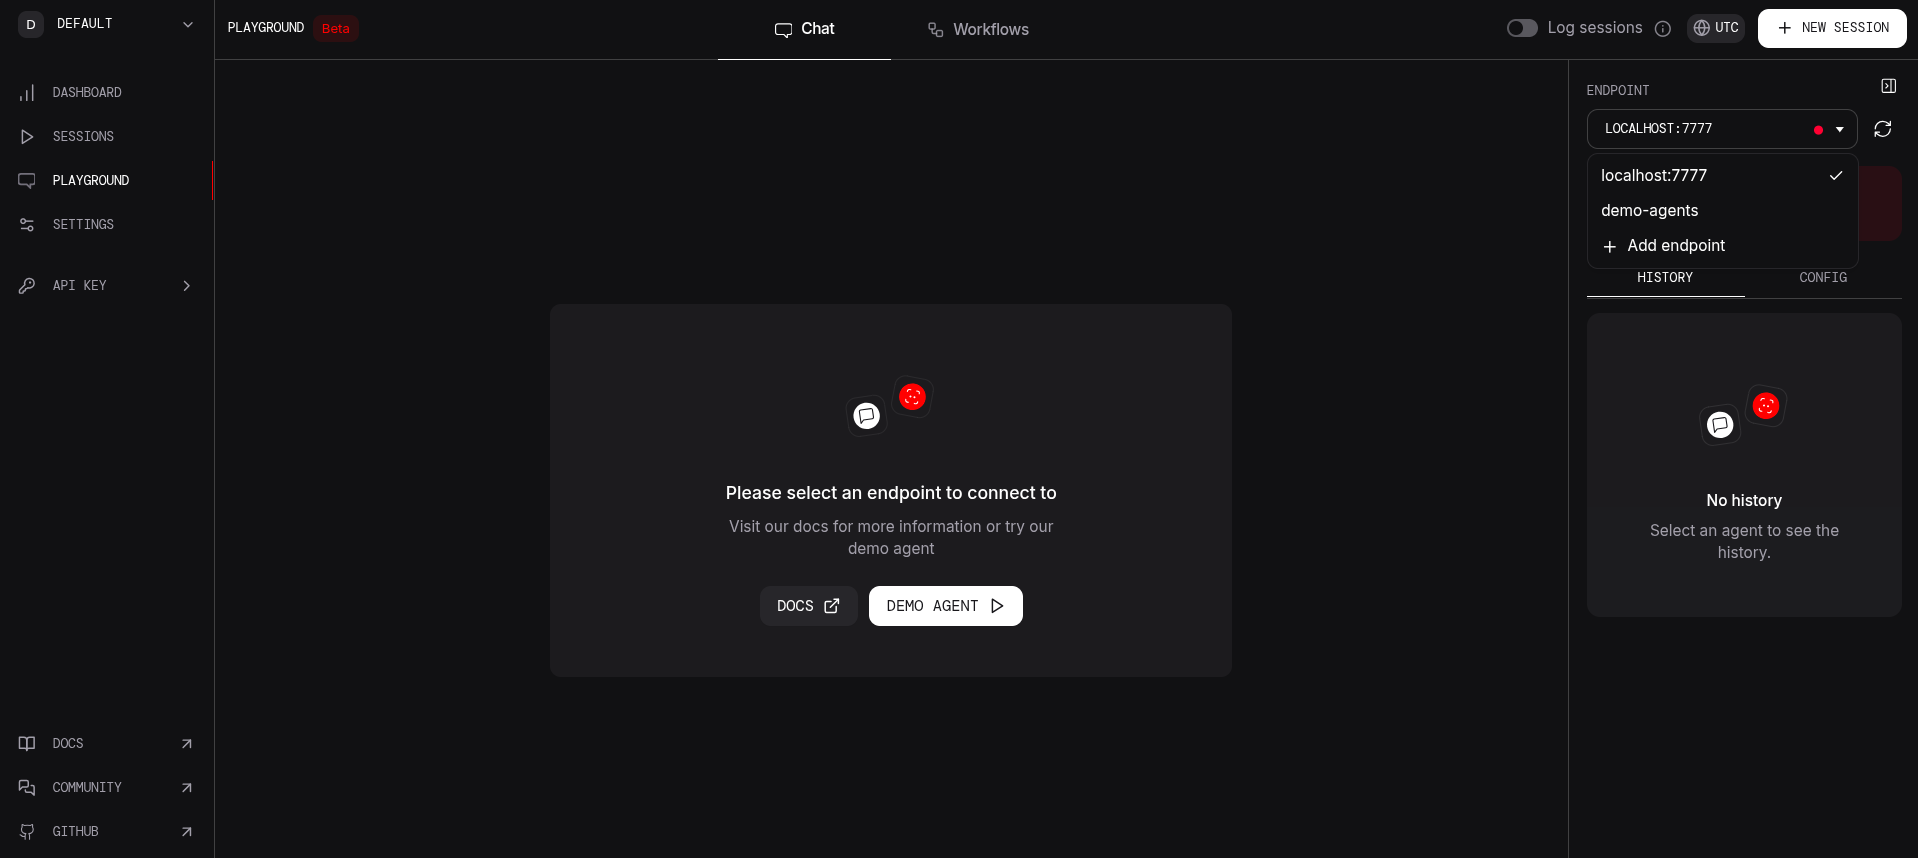 D DEFAULT
DASHBOARD
SESSIONS
PLAYGROUND
SETTINGS
API KEY
DOCS
COMMUNITY
GITHUB
PLAYGROUND Beta
Chat
Workflows
Log sessions
UTC
NEW SESSION
Please select an endpoint to connect to
Visit our docs for more information or try our
demo agent
DOCS
DEMO AGENT
ENDPOINT
LOCALHOST:7777
localhost:7777
demo-agents
Add endpoint
HISTORY
CONFIG
No history
Select an agent to see the
history.